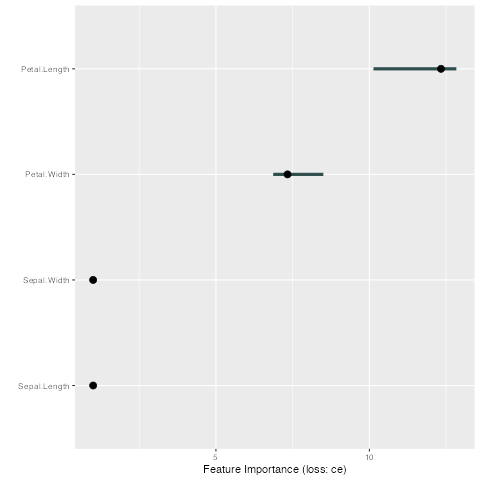 Petal.Length
Petal.Width
Sepal.Width
Sepal.Length
5
10
Feature Importance (loss: ce)